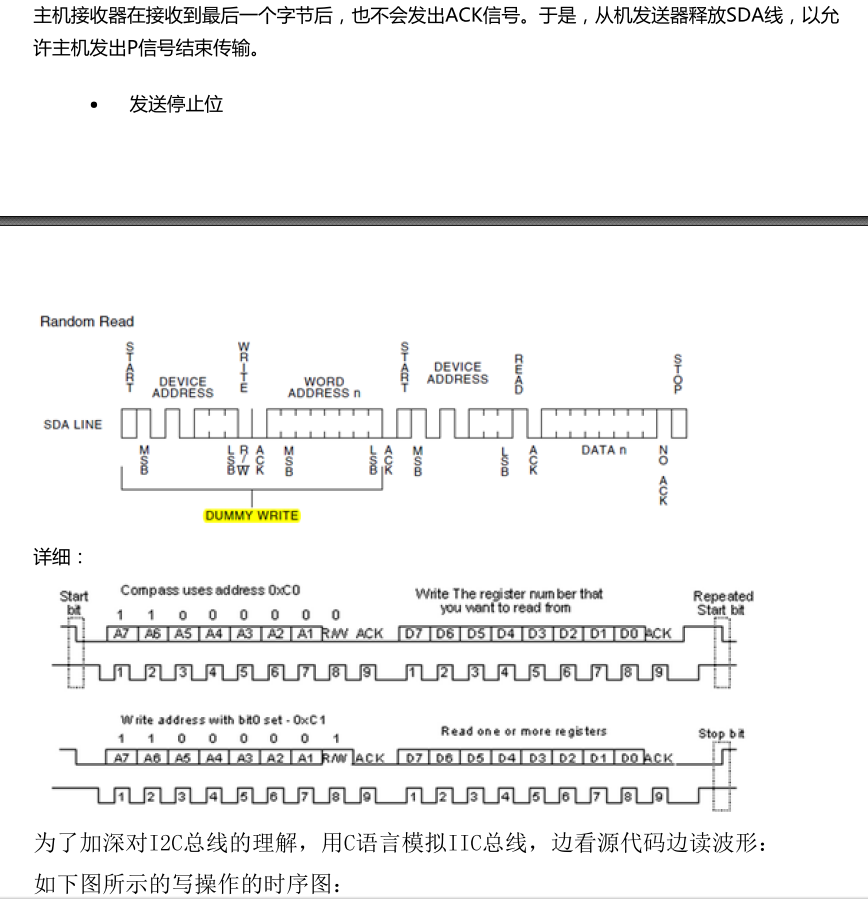 主机接收器在接收到最后一个字节后，也不会发出ACK信号。于是，从机发送器释放SDA线，以允
许主机发出P信号结束传输。
• 发送停止位
Random Read
START
WRITE
START
READ
STOP
DEVICE
ADDRESS
WORD
ADDRESS n
DEVICE
ADDRESS
SDA LINE
MSB
LSB
R/W
ACK
MSB
LSB
ACK
MSB
LSB
ACK
DATA n
NO ACK
DUMMY WRITE
详细：
Start
bit
Compass uses address 0xC0
Write The register number that
you want to read from
Repeated
Start bit
1 1 0 0 0 0 0 0
A7 A6 A5 A4 A3 A2 A1 R/W ACK D7 D6 D5 D4 D3 D2 D1 D0 ACK
1 2 3 4 5 6 7 8 9 1 2 3 4 5 6 7 8 9
Write address with bit0 set - 0xC1
Read one or more registers
Stop bit
1 1 0 0 0 0 0 1
A7 A6 A5 A4 A3 A2 A1 R/W ACK D7 D6 D5 D4 D3 D2 D1 D0 ACK
1 2 3 4 5 6 7 8 9 1 2 3 4 5 6 7 8 9
为了加深对I2C总线的理解，用C语言模拟IIC总线，边看源代码边读波形：
如下图所示的写操作的时序图：